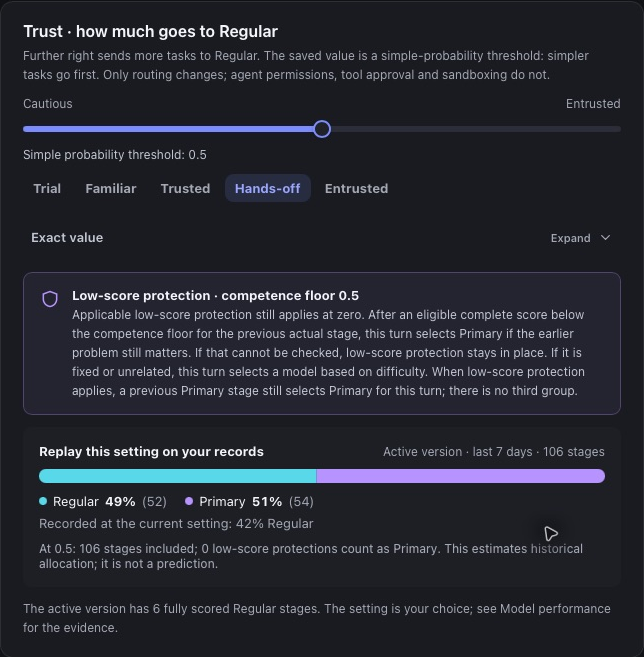 Trust · how much goes to Regular
Further right sends more tasks to Regular. The saved value is a simple-probability threshold: simpler
tasks go first. Only routing changes; agent permissions, tool approval and sandboxing do not.
Cautious Entrusted
Simple probability threshold: 0.5
Trial Familiar Trusted Hands-off Entrusted
Exact value Expand
Low-score protection · competence floor 0.5
Applicable low-score protection still applies at zero. After an eligible complete score below
the competence floor for the previous actual stage, this turn selects Primary if the earlier
problem still matters. If that cannot be checked, low-score protection stays in place. If it is
fixed or unrelated, this turn selects a model based on difficulty. When low-score protection
applies, a previous Primary stage still selects Primary for this turn; there is no third group.
Replay this setting on your records Active version · last 7 days · 106 stages
Regular 49% (52) Primary 51% (54)
Recorded at the current setting: 42% Regular
At 0.5: 106 stages included; 0 low-score protections count as Primary. This estimates historical
allocation; it is not a prediction.
The active version has 6 fully scored Regular stages. The setting is your choice; see Model performance
for the evidence.